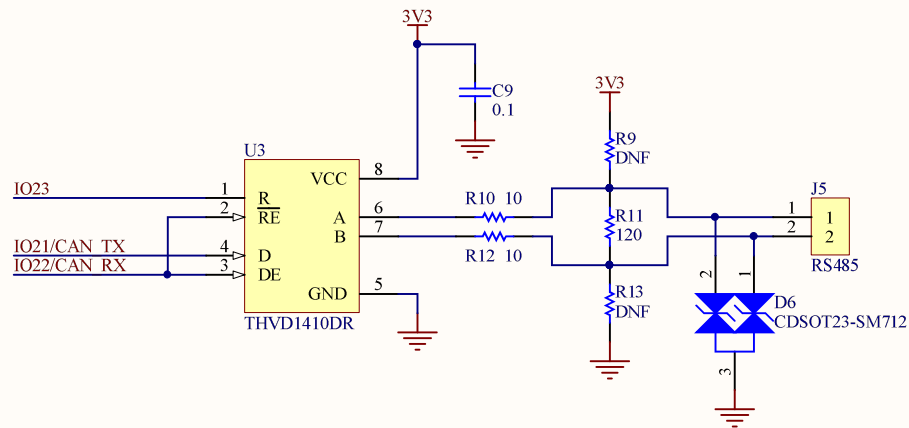 3V3
C9
0.1
3V3
R9
DNF
U3
VCC
8
IO23
1
R
R10 10
J5
2
RE
A
6
R11
120
1
1
B
7
2
2
IO21/CAN_TX
4
D
R12 10
RS485
IO22/CAN_RX
3
DE
2
1
GND
5
R13
DNF
D6
CDSOT23-SM712
THVD1410DR
3